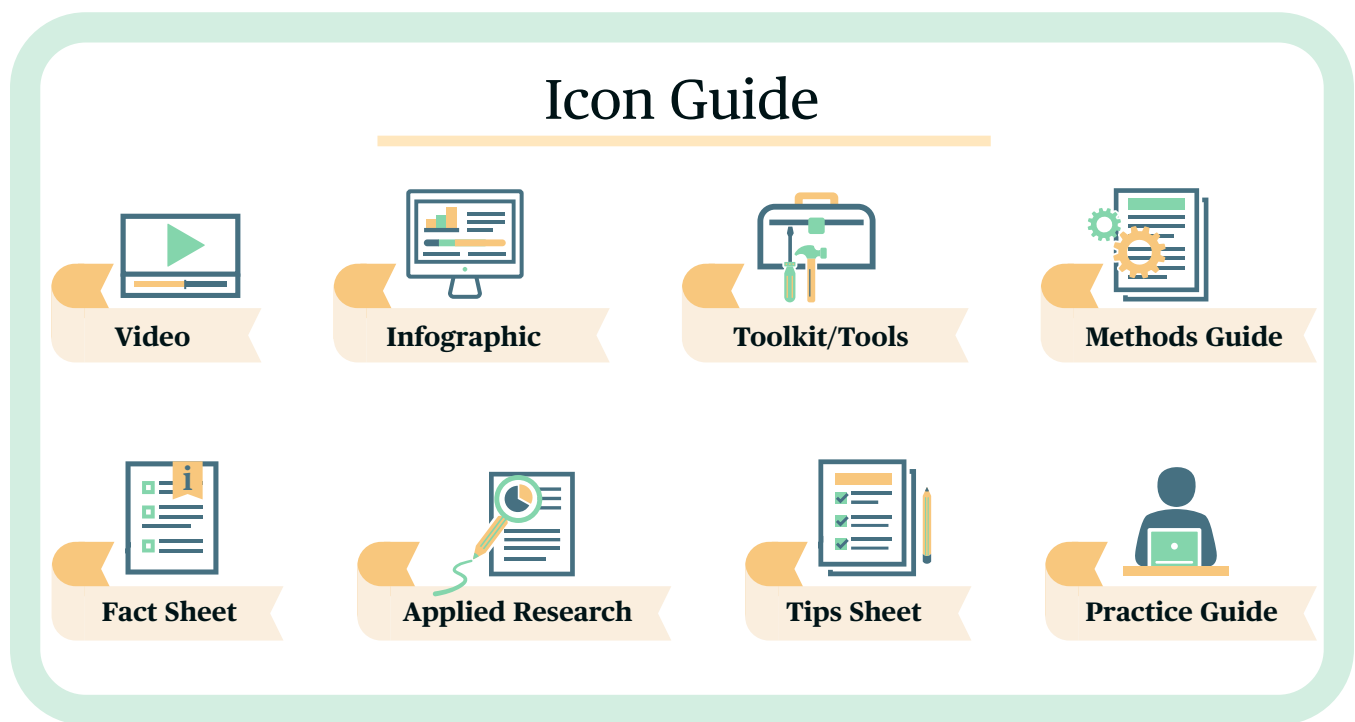 Icon Guide
Video
Infographic
Toolkit/Tools
Methods Guide
i
Fact Sheet
Applied Research
Tips Sheet
Practice Guide